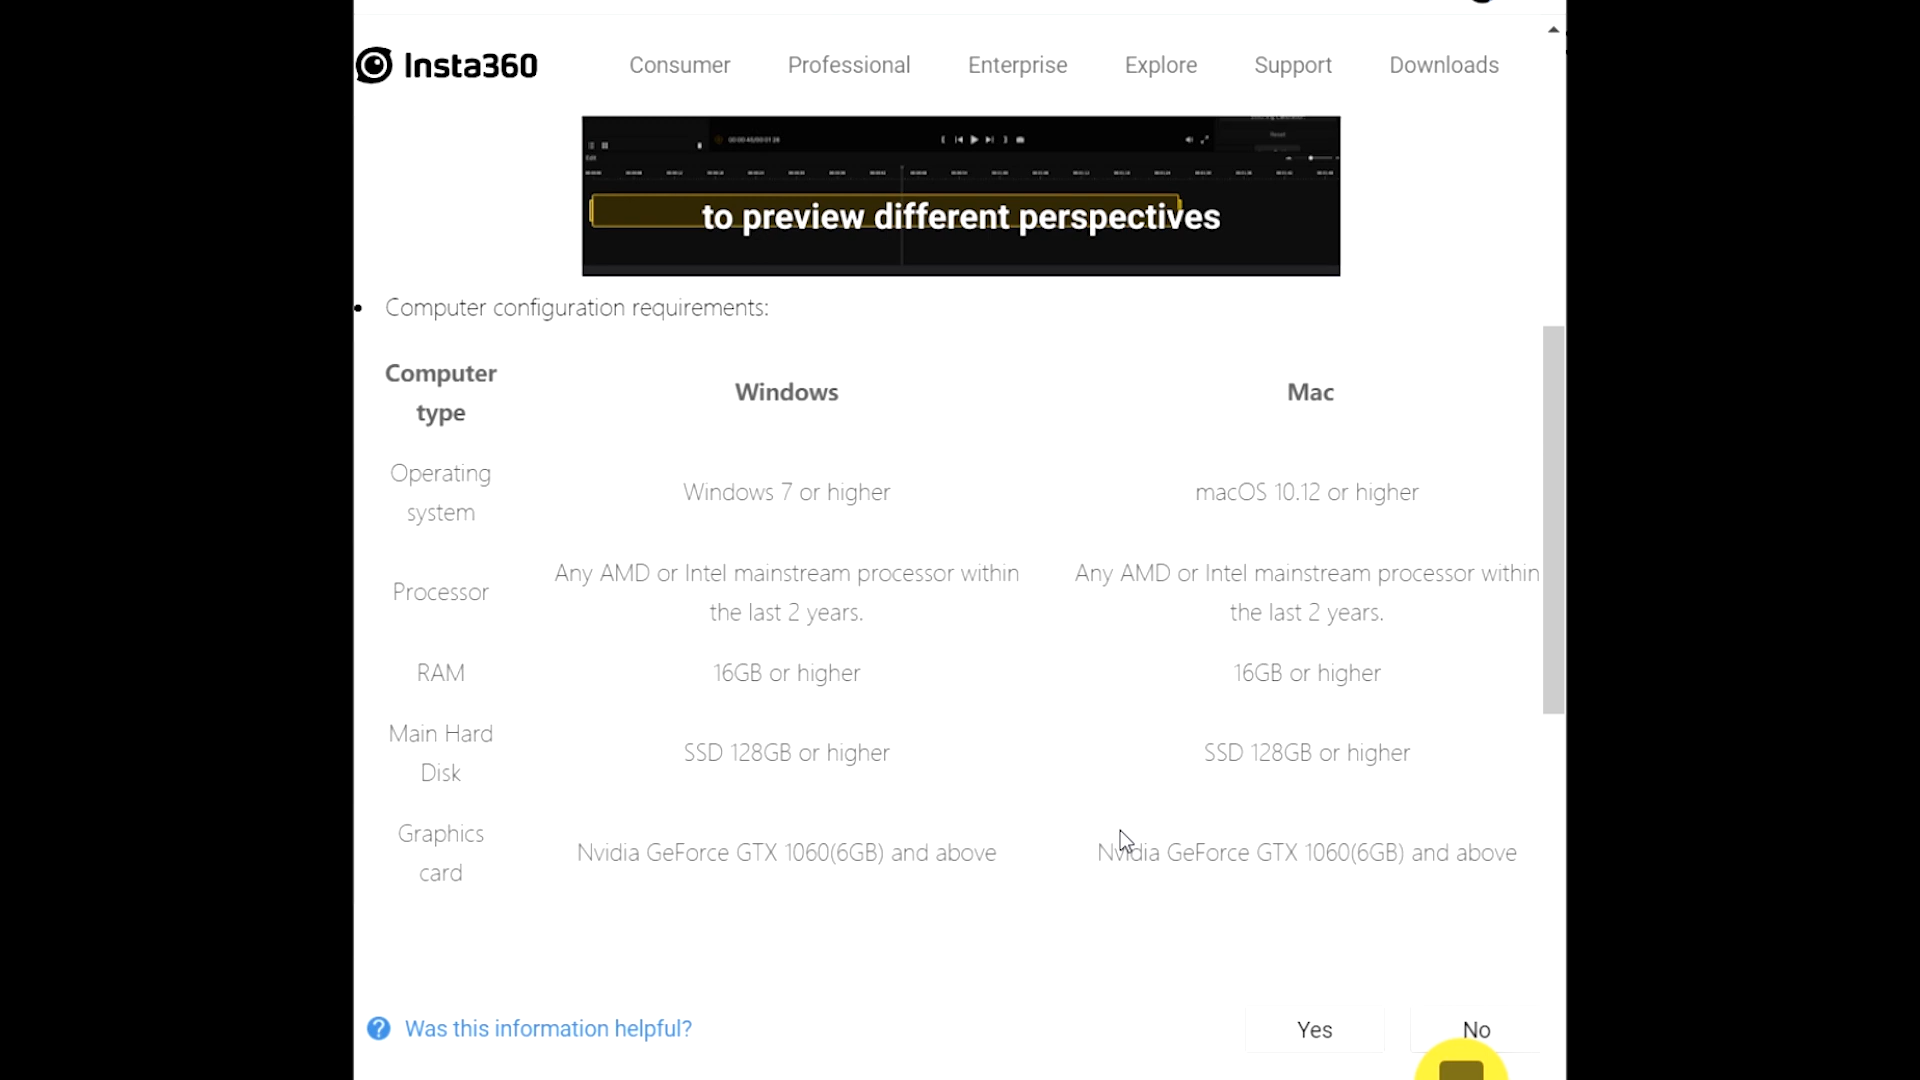 Insta360 Consumer Professional Enterprise Explore Support Downloads
to preview different perspectives
Computer configuration requirements:
Computer type Windows Mac
Operating system Windows 7 or higher macOS 10.12 or higher
Processor Any AMD or Intel mainstream processor within the last 2 years. Any AMD or Intel mainstream processor within the last 2 years.
RAM 16GB or higher 16GB or higher
Main Hard Disk SSD 128GB or higher SSD 128GB or higher
Graphics card Nvidia GeForce GTX 1060(6GB) and above Nvidia GeForce GTX 1060(6GB) and above
? Was this information helpful? Yes No